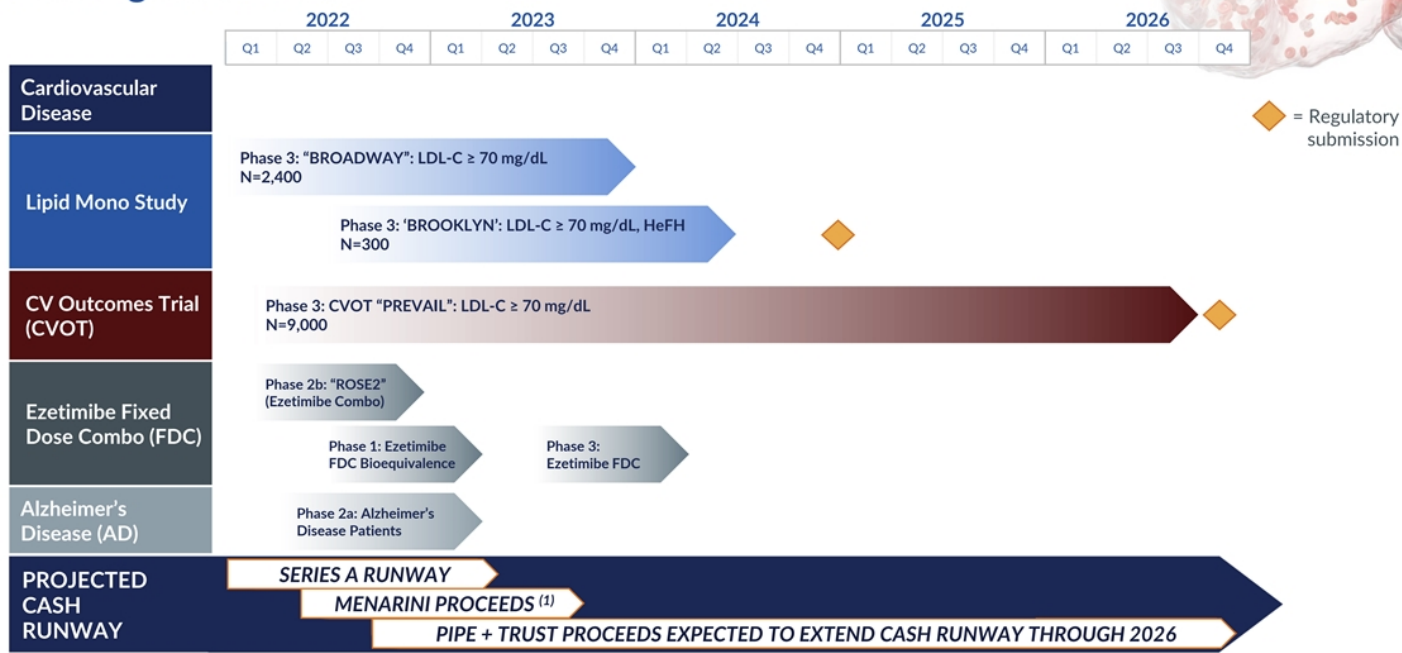 2022 2023 2024 2025 2026
Q1 Q2 Q3 Q4 Q1 Q2 Q3 Q4 Q1 Q2 Q3 Q4 Q1 Q2 Q3 Q4 Q1 Q2 Q3 Q4
Cardiovascular
Disease
= Regulatory
submission
Lipid Mono Study
Phase 3: “BROADWAY”: LDL-C ≥ 70 mg/dL
N=2,400
Phase 3: ‘BROOKLYN’: LDL-C ≥ 70 mg/dL, HeFH
N=300
CV Outcomes Trial
(CVOT)
Phase 3: CVOT “PREVAIL”: LDL-C ≥ 70 mg/dL
N=9,000
Ezetimibe Fixed
Dose Combo (FDC)
Phase 2b: “ROSE2”
(Ezetimibe Combo)
Phase 1: Ezetimibe
FDC Bioequivalence
Phase 3:
Ezetimibe FDC
Alzheimer’s
Disease (AD)
Phase 2a: Alzheimer’s
Disease Patients
PROJECTED
CASH
RUNWAY
SERIES A RUNWAY
MENARINI PROCEEDS (1)
PIPE + TRUST PROCEEDS EXPECTED TO EXTEND CASH RUNWAY THROUGH 2026